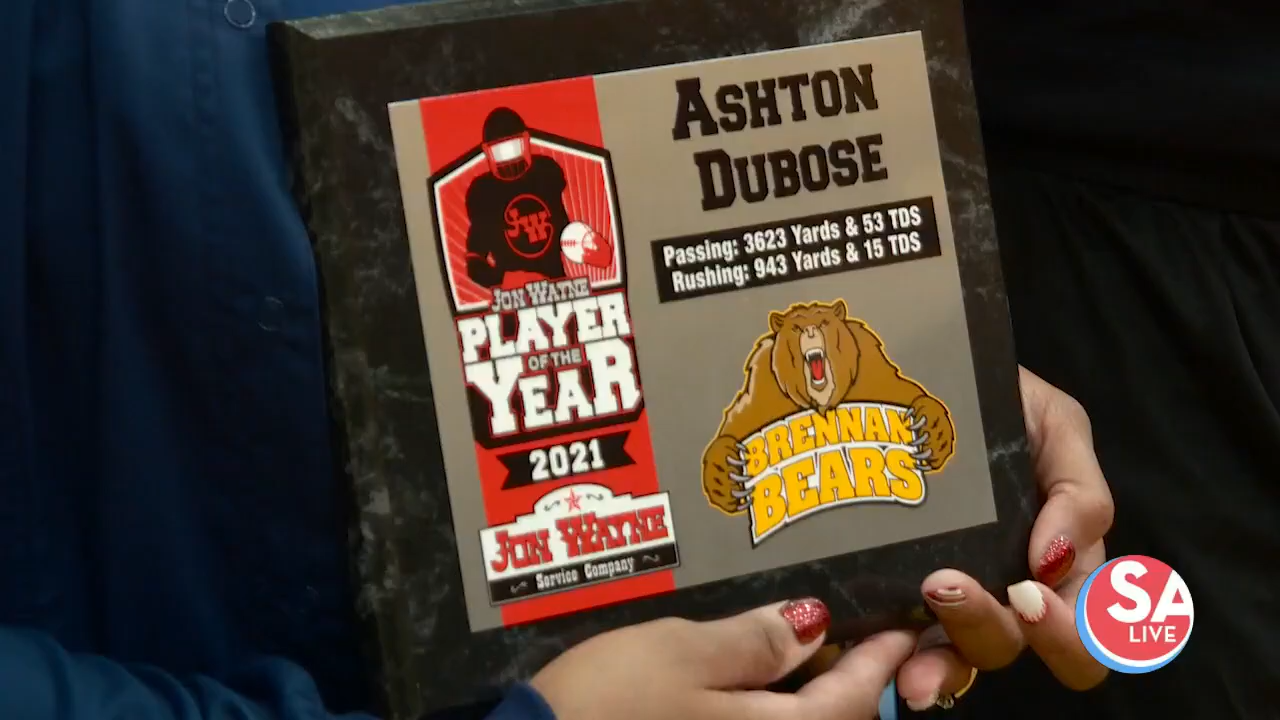 JW
JON WAYNE
PLAYER
OF THE
YEAR
2021
JON WAYNE
Service Company
ASHTON
DUBOSE
Passing: 3623 Yards & 53 TDS
Rushing: 943 Yards & 15 TDS
BRENNAN
BEARS
SA
LIVE